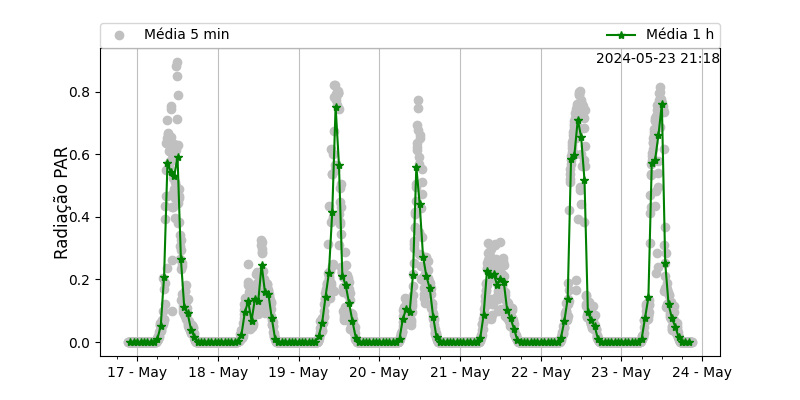 Média 5 min
Média 1 h
2024-05-23 21:18
Radiação PAR
0.8
0.6
0.4
0.2
0.0
17 - May
18 - May
19 - May
20 - May
21 - May
22 - May
23 - May
24 - May